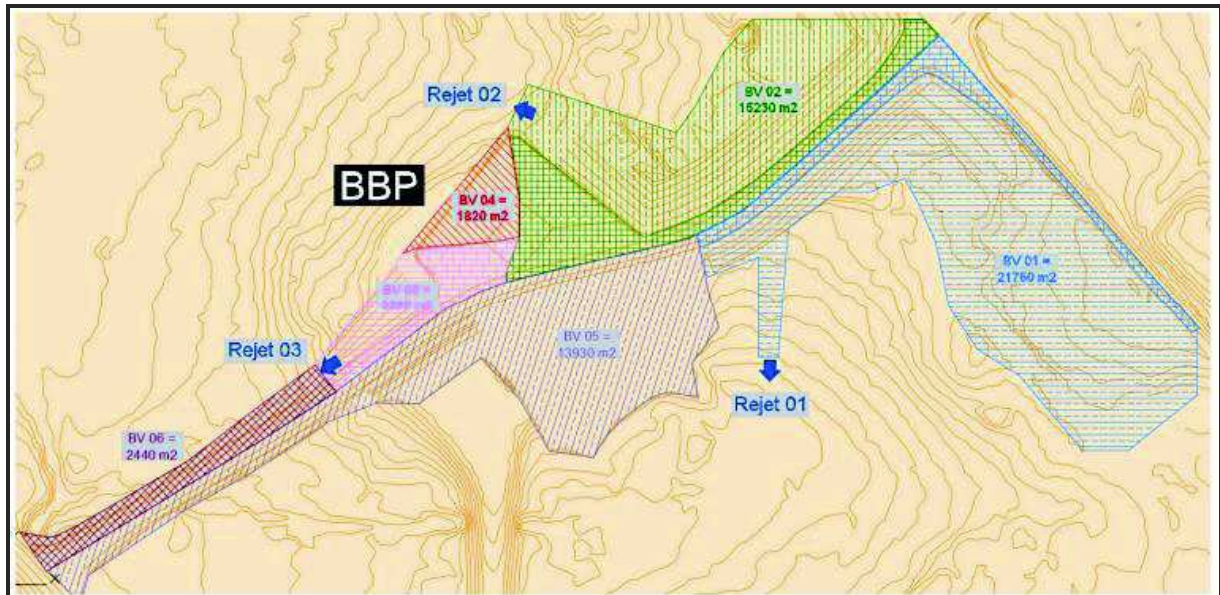 Rejet 02
BV 02 =
15230 m2
BBP
BV 04 =
1820 m2
BV 01 =
21760 m2
BV 05 =
13930 m2
Rejet 03
Rejet 01
BV 06 =
2440 m2